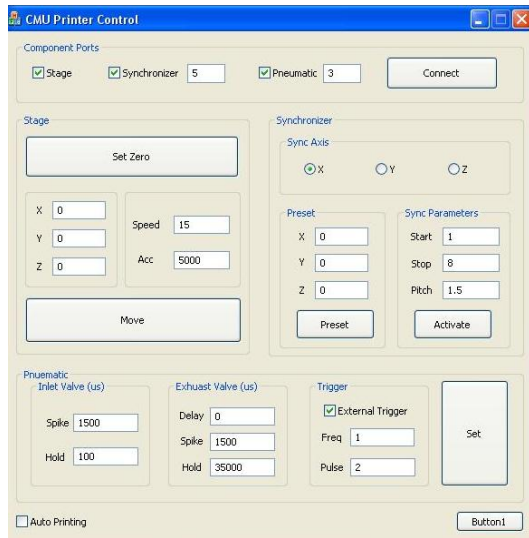 CMU Printer Control
Component Ports
Stage Synchronizer 5 Pneumatic 3 Connect
Stage
Set Zero
X 0
Y 0
Z 0
Speed 15
Acc 5000
Move
Synchronizer
Sync Axis
X Y Z
Preset
X 0
Y 0
Z 0
Preset
Sync Parameters
Start 1
Stop 8
Pitch 1.5
Activate
Pnuematic
Inlet Valve (us)
Spike 1500
Hold 100
Exhuast Valve (us)
Delay 0
Spike 1500
Hold 35000
Trigger
External Trigger
Freq 1
Pulse 2
Set
Auto Printing
Button1